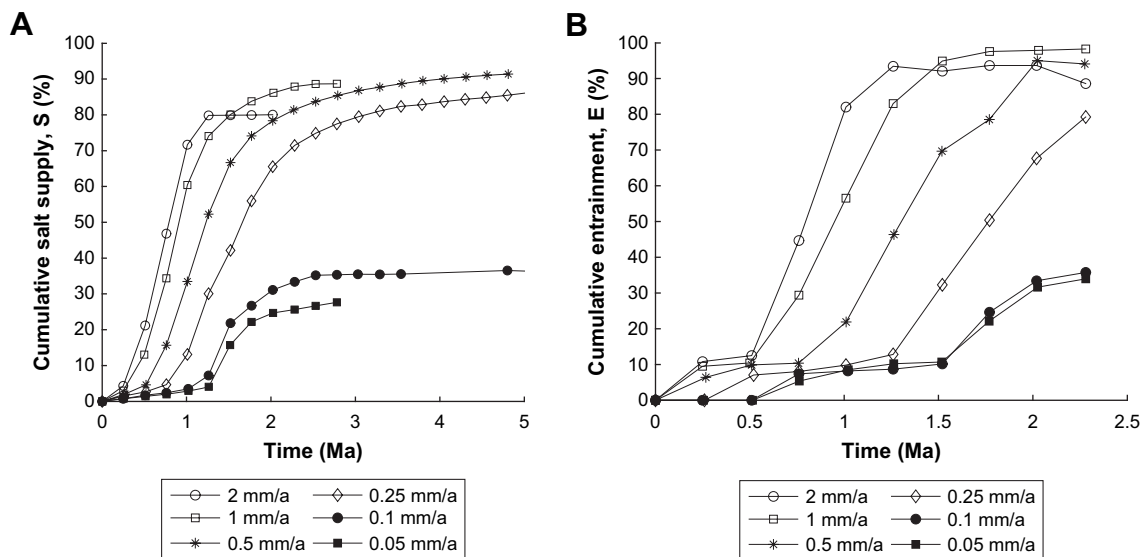 A
Cumulative salt supply, S (%)
100
90
80
70
60
50
40
30
20
10
0
0 1 2 3 4 5
Time (Ma)
2 mm/a 0.25 mm/a
1 mm/a 0.1 mm/a
0.5 mm/a 0.05 mm/a
B
Cumulative entrainment, E (%)
100
90
80
70
60
50
40
30
20
10
0
0 0.5 1 1.5 2 2.5
Time (Ma)
2 mm/a 0.25 mm/a
1 mm/a 0.1 mm/a
0.5 mm/a 0.05 mm/a